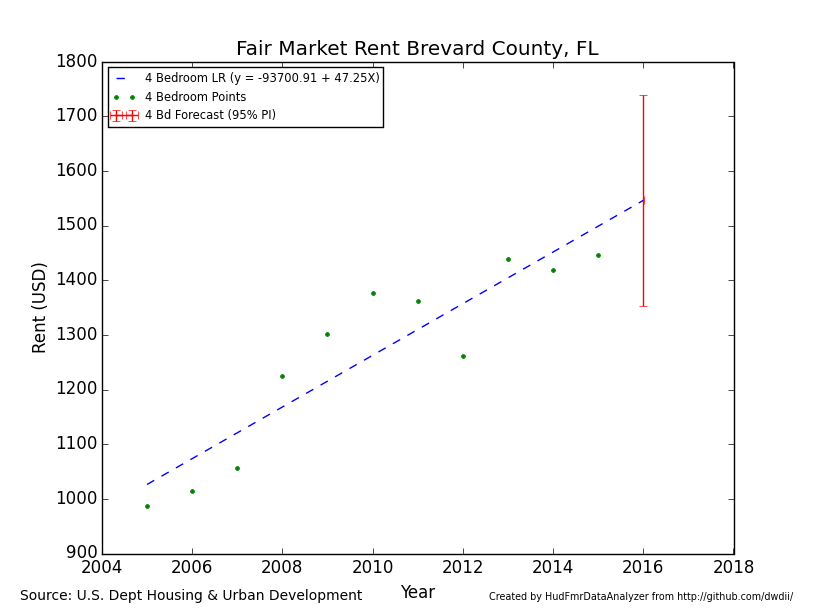 Fair Market Rent Brevard County, FL
4 Bedroom LR (y = -93700.91 + 47.25X)
4 Bedroom Points
4 Bd Forecast (95% PI)
1800
1700
1600
1500
1400
1300
1200
1100
1000
900
Rent (USD)
2004 2006 2008 2010 2012 2014 2016 2018
Year
Source: U.S. Dept Housing & Urban Development
Created by HudFmrDataAnalyzer from http://github.com/dwdii/